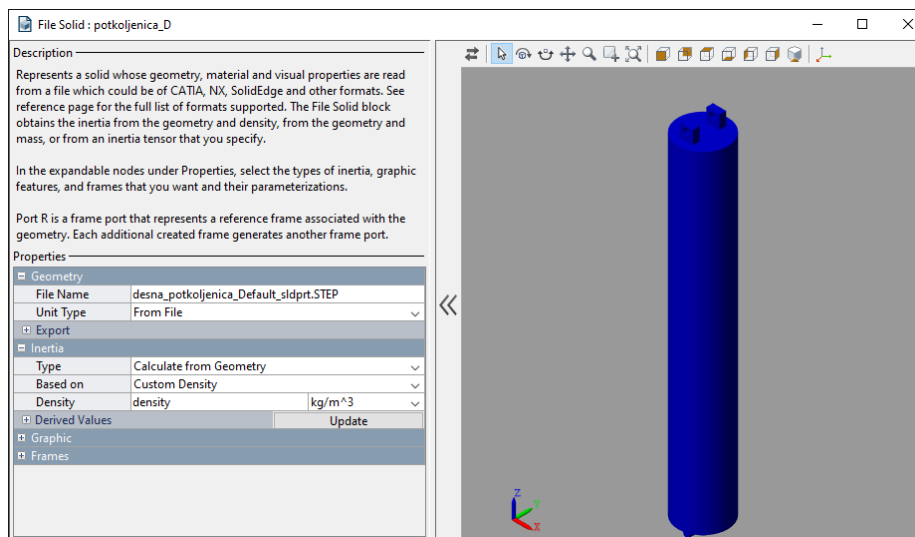 File Solid : potkoljenica_D
Description
Represents a solid whose geometry, material and visual properties are read
from a file which could be of CATIA, NX, SolidEdge and other formats. See
reference page for the full list of formats supported. The File Solid block
obtains the inertia from the geometry and density, from the geometry and
mass, or from an inertia tensor that you specify.
In the expandable nodes under Properties, select the types of inertia, graphic
features, and frames that you want and their parameterizations.
Port R is a frame port that represents a reference frame associated with the
geometry. Each additional created frame generates another frame port.
Properties
Geometry
File Name desna_potkoljenica_Default_sldprt.STEP
Unit Type From File
Export
Inertia
Type Calculate from Geometry
Based on Custom Density
Density density kg/m^3
Derived Values Update
Graphic
Frames
Z
Y
X